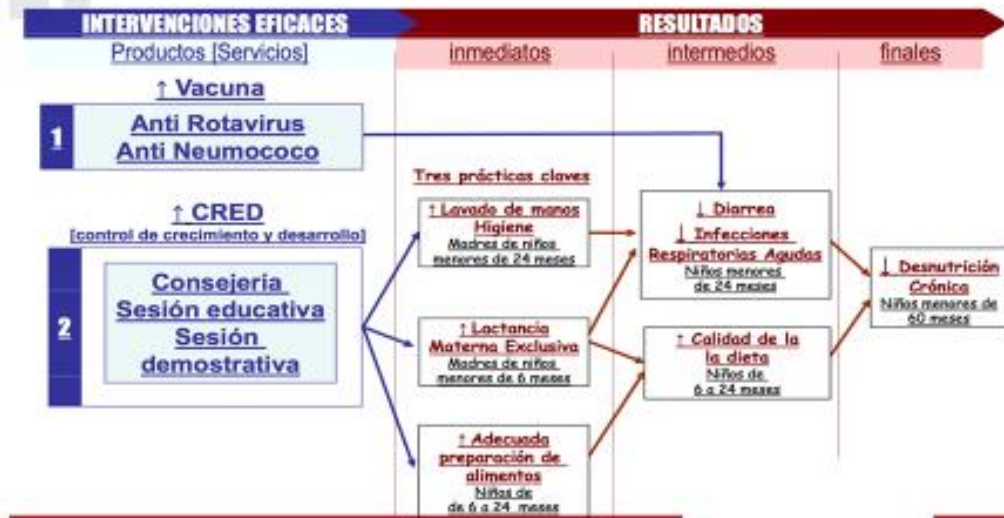 INTERVENCIONES EFICACES
RESULTADOS
Productos [Servicios]
inmediatos
intermedios
finales
↑ Vacuna
1
Anti Rotavirus
Anti Neumococo
↑ CRED
[control de crecimiento y desarrollo]
2
Consejeria
Sesión educativa
Sesión
demostrativa
Tres prácticas claves
↑ Lavado de manos
Higiene
Madres de niños
menores de 24 meses
↑ Lactancia
Materna Exclusiva
Madres de niños
menores de 6 meses
↑ Adecuada
preparación de
alimentos
Niños de
de 6 a 24 meses
↓ Diarrea
↓ Infecciones
Respiratorias Agudas
Niños menores
de 24 meses
↑ Calidad de la
la dieta
Niños de
6 a 24 meses
↓ Desnutrición
Crónica
Niños menores de
60 meses